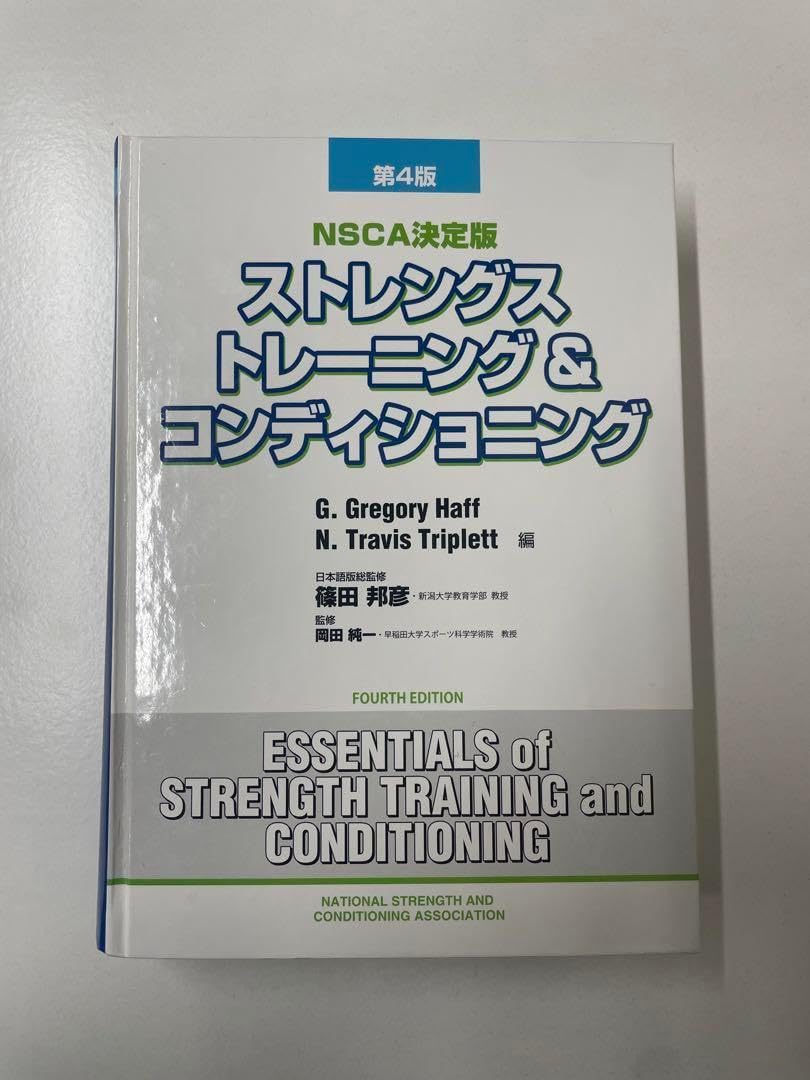 第4版
NSCA決定版
ストレングス
トレーニング&
コンディショニング
G. Gregory Haff
N. Travis Triplett 編
日本語版総監修
篠田 邦彦・新潟大学教育学部 教授
監修
岡田 純一・早稲田大学スポーツ科学学術院 教授
FOURTH EDITION
ESSENTIALS of
STRENGTH TRAINING and
CONDITIONING
NATIONAL STRENGTH AND
CONDITIONING ASSOCIATION